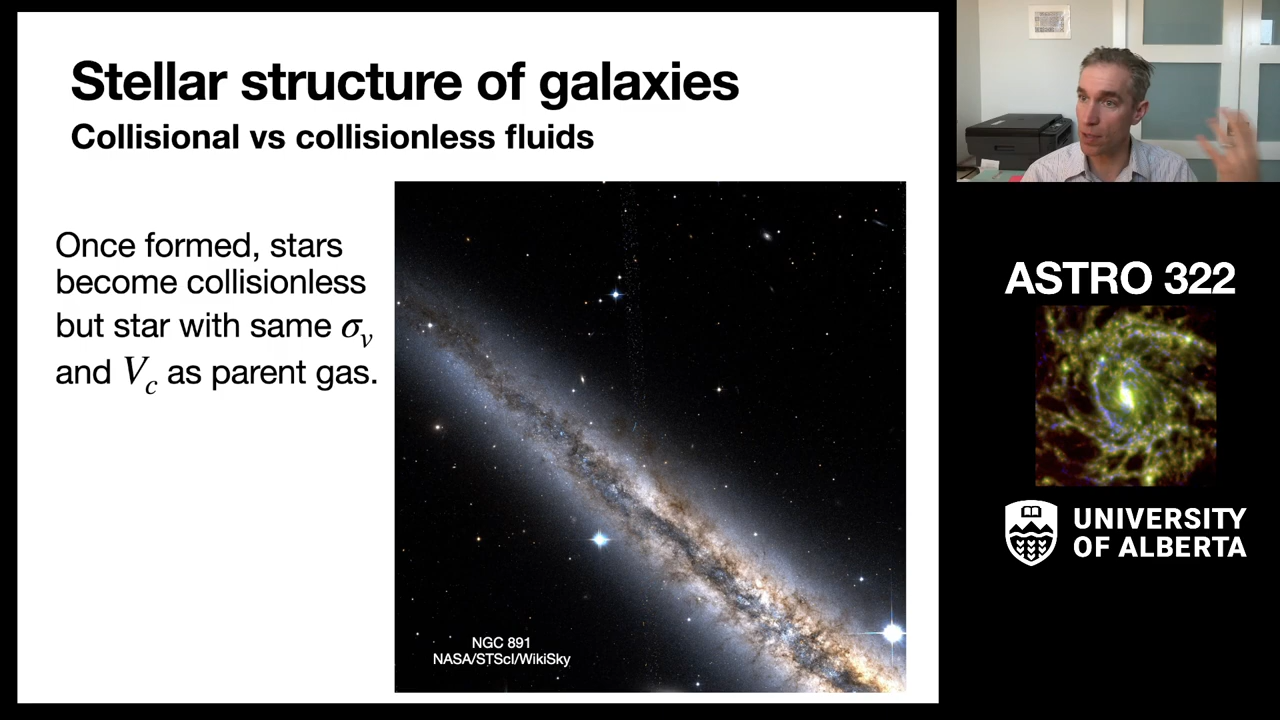 Stellar structure of galaxies
Collisional vs collisionless fluids
Once formed, stars
become collisionless
but star with same σᵥ
and V_c as parent gas.
NGC 891
NASA/STScI/WikiSky
ASTRO 322
UNIVERSITY
OF ALBERTA